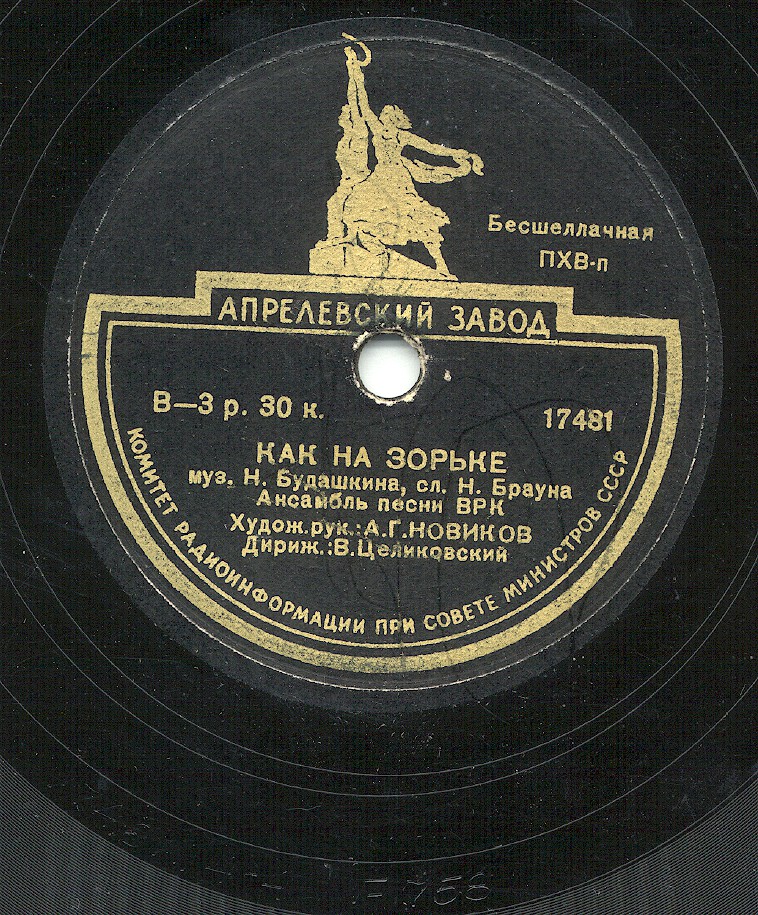 Бесшеллачная
ПХВ-п
АПРЕЛЕВСКИЙ ЗАВОД
В—3 р. 30 к.
17481
КАК НА ЗОРЬКЕ
муз. Н. Будашкина, сл. Н. Брауна
Ансамбль песни ВРК
Худож.рук.:А.Г.НОВИКОВ
Дириж.:В.Целиковский
КОМИТЕТ РАДИОИНФОРМАЦИИ ПРИ СОВЕТЕ МИНИСТРОВ СССР